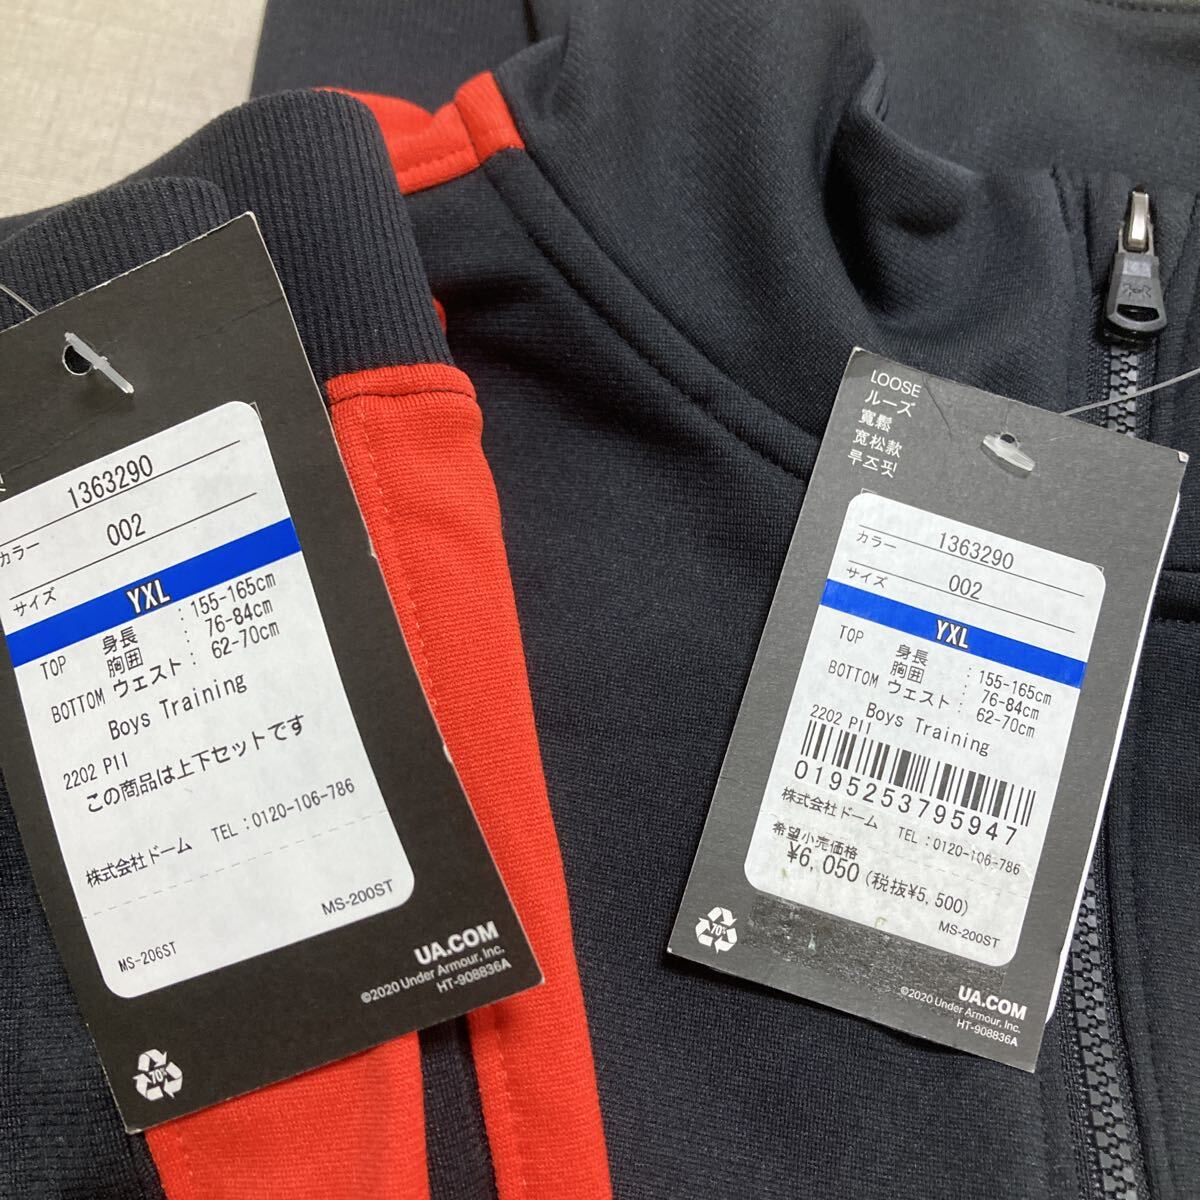 1363290
カラー 002
サイズ YXL
TOP 身長 : 155-165cm
胸囲 : 76-84cm
BOTTOM ウェスト : 62-70cm
Boys Training
2202 PI1
この商品は上下セットです
株式会社ドーム TEL:0120-106-786
MS-206ST
MS-200ST
70%
UA.COM
©2020 Under Armour, Inc.
HT-908836A
LOOSE
ルーズ
寬鬆
宽松款
루즈핏
1363290
カラー 002
サイズ YXL
TOP 身長 : 155-165cm
胸囲 : 76-84cm
BOTTOM ウェスト : 62-70cm
Boys Training
2202 PI1
0195253795947
株式会社ドーム TEL:0120-106-786
希望小売価格
¥6,050(税抜¥5,500)
MS-200ST
70%
UA.COM
©2020 Under Armour, Inc.
HT-908836A